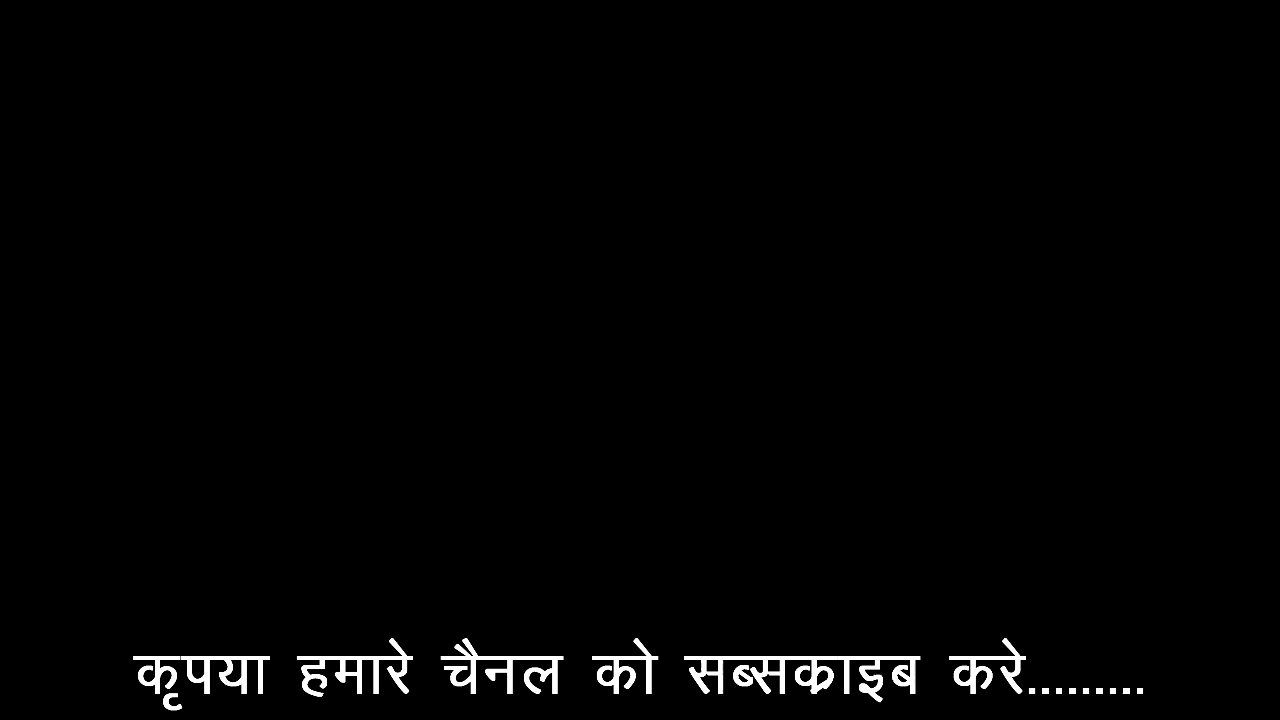 कृपया हमारे चैनल को सब्सक्राइब करे.........